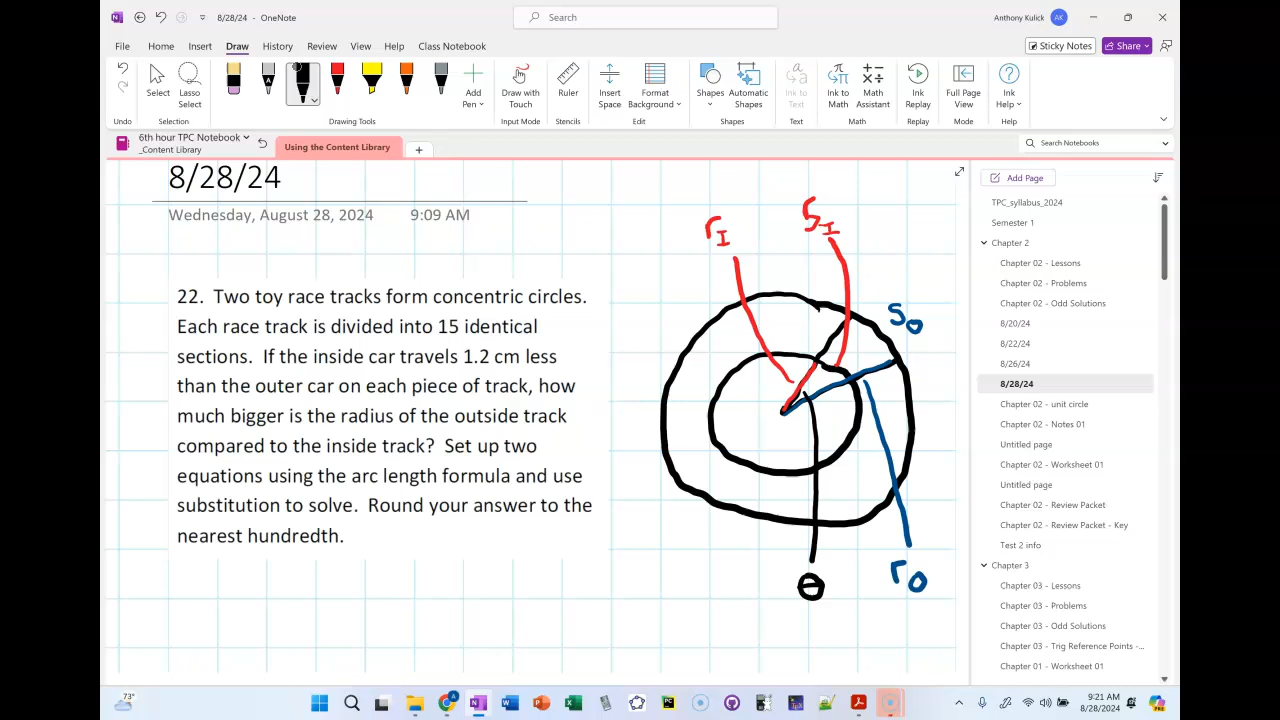 8/28/24 - OneNote
Search
Anthony Kulick
AK
File Home Insert Draw History Review View Help Class Notebook
Sticky Notes
Share
Select
Lasso Select
Add Pen
Draw with Touch
Ruler
Insert Space
Format Background
Shapes
Automatic Shapes
Ink to Text
Ink to Math
Math Assistant
Ink Replay
Full Page View
Ink Help
Undo
Selection
Drawing Tools
Input Mode
Stencils
Edit
Shapes
Text
Math
Replay
Mode
Help
6th hour TPC Notebook
_Content Library
Using the Content Library
+
Search Notebooks
8/28/24
Wednesday, August 28, 2024 9:09 AM
22. Two toy race tracks form concentric circles.
Each race track is divided into 15 identical
sections. If the inside car travels 1.2 cm less
than the outer car on each piece of track, how
much bigger is the radius of the outside track
compared to the inside track? Set up two
equations using the arc length formula and use
substitution to solve. Round your answer to the
nearest hundredth.
rI
SI
SO
rO
θ
Add Page
TPC_syllabus_2024
Semester 1
Chapter 2
Chapter 02 - Lessons
Chapter 02 - Problems
Chapter 02 - Odd Solutions
8/20/24
8/22/24
8/26/24
8/28/24
Chapter 02 - unit circle
Chapter 02 - Notes 01
Untitled page
Chapter 02 - Worksheet 01
Untitled page
Chapter 02 - Review Packet
Chapter 02 - Review Packet - Key
Test 2 info
Chapter 3
Chapter 03 - Lessons
Chapter 03 - Problems
Chapter 03 - Odd Solutions
Chapter 03 - Trig Reference Points -...
Chapter 01 - Worksheet 01
73°
9:21 AM
8/28/2024